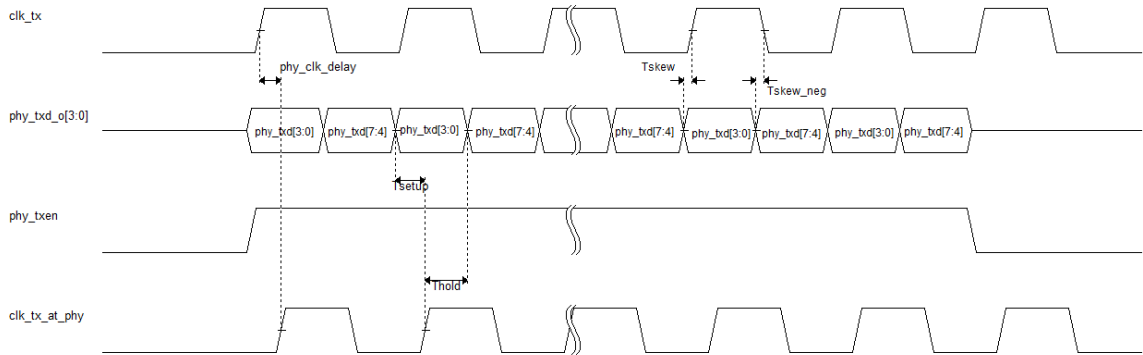 clk_tx
phy_clk_delay
Tskew
Tskew_neg
phy_txd_o[3:0]
phy_txd[3:0]
phy_txd[7:4]
phy_txd[3:0]
phy_txd[7:4]
phy_txd[7:4]
phy_txd[3:0]
phy_txd[7:4]
phy_txd[3:0]
phy_txd[7:4]
Tsetup
phy_txen
Thold
clk_tx_at_phy